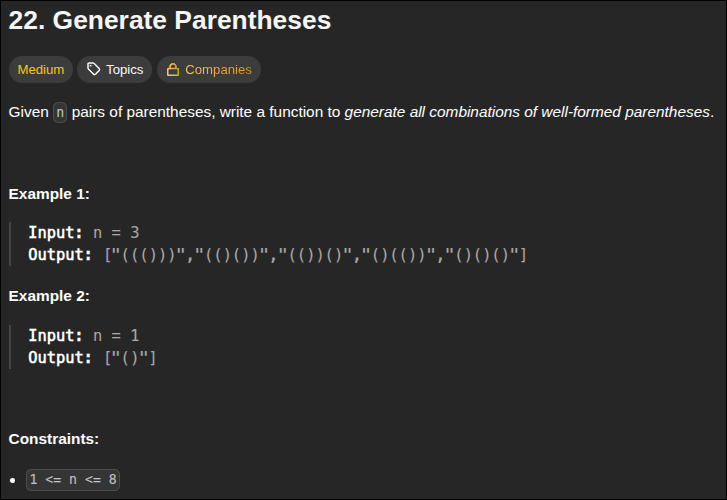 22. Generate Parentheses
Medium Topics Companies
Given n pairs of parentheses, write a function to generate all combinations of well-formed parentheses.
Example 1:
Input: n = 3
Output: ["((()))","(()())","(())()","()(())","()()()"]
Example 2:
Input: n = 1
Output: ["()"]
Constraints:
• 1 <= n <= 8